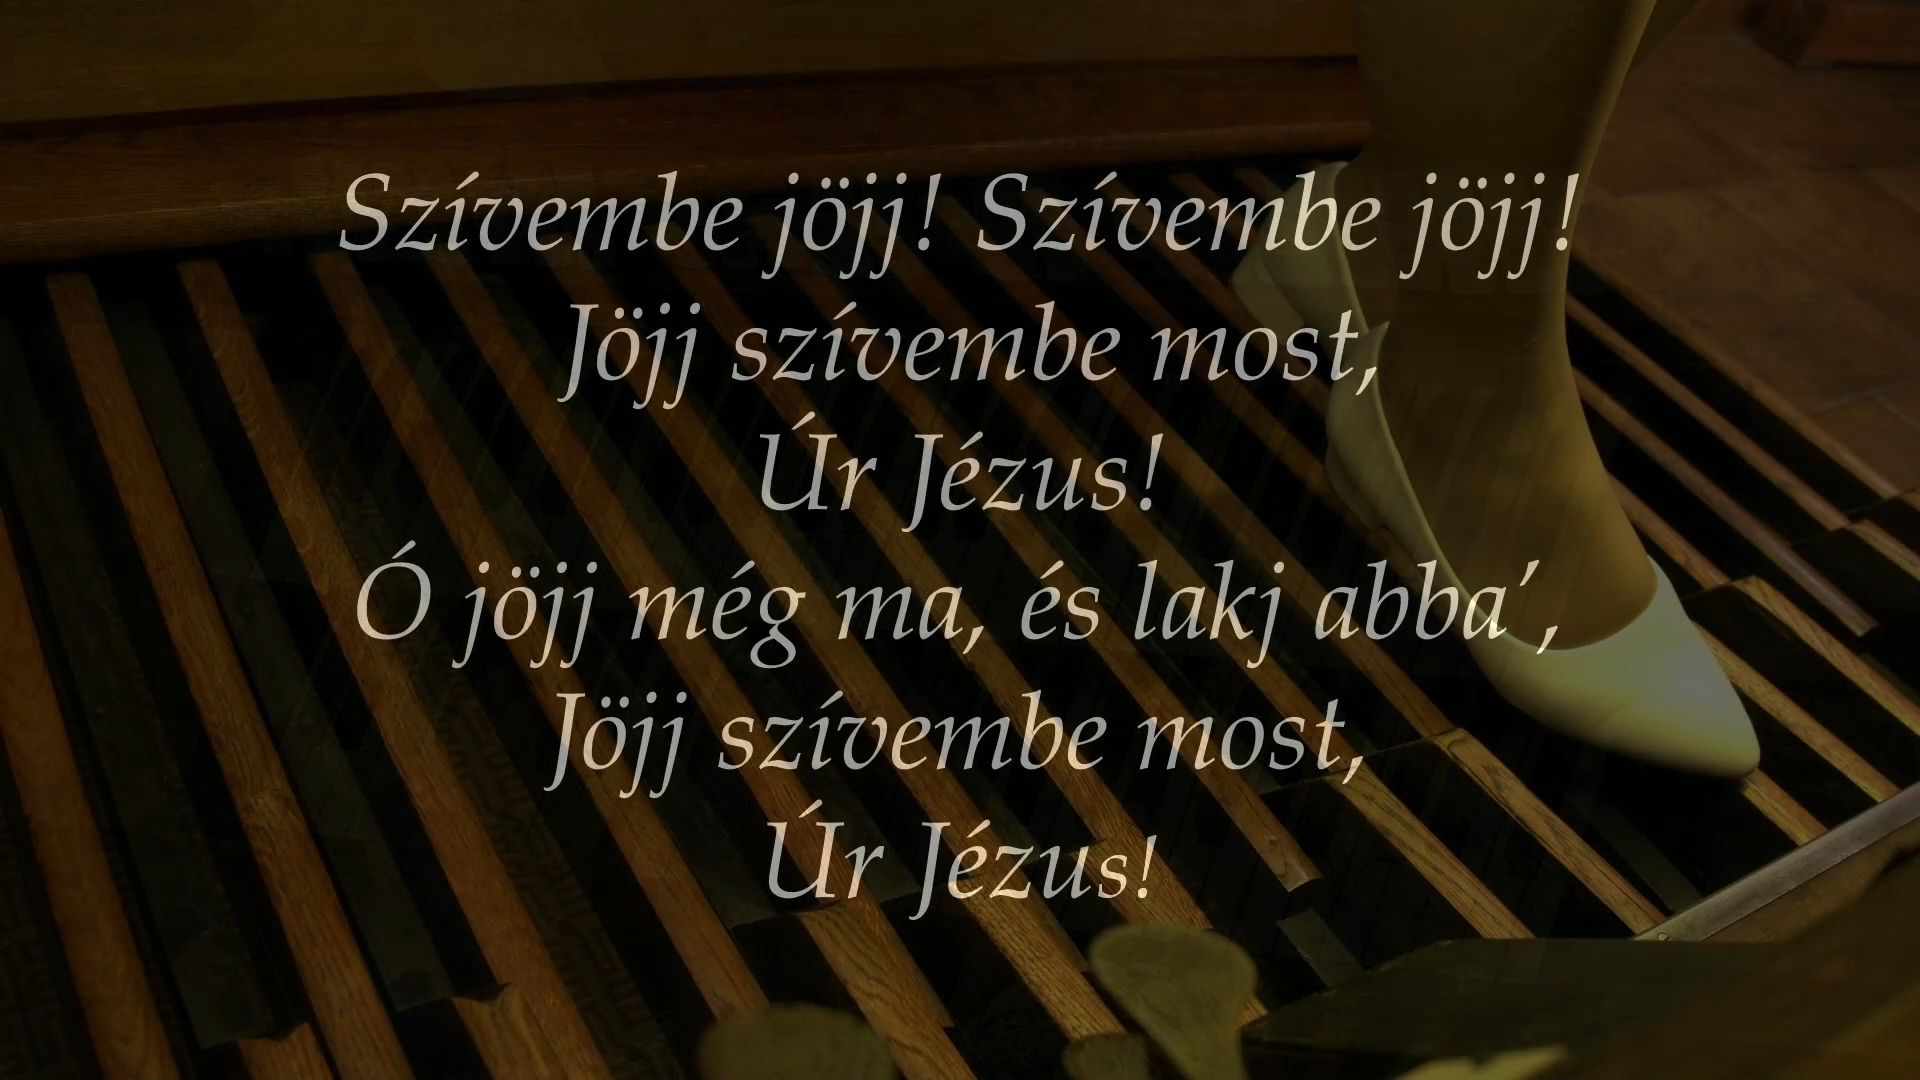 Szívembe jöjj! Szívembe jöjj!
Jöjj szívembe most,
Úr Jézus!
Ó jöjj még ma, és lakj abba’,
Jöjj szívembe most,
Úr Jézus!